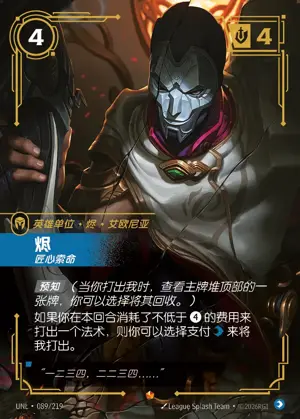 4
4
英雄单位·烬·艾欧尼亚
烬
匠心索命
预知 （当你打出我时，查看主牌堆顶部的一
张牌，你可以选择将其回收。）
如果你在本回合消耗了不低于 4 的费用来
打出一个法术，则你可以选择支付 来将
我打出。
“一二三四，二二三四……”
UNL · 089/219
League Splash Team